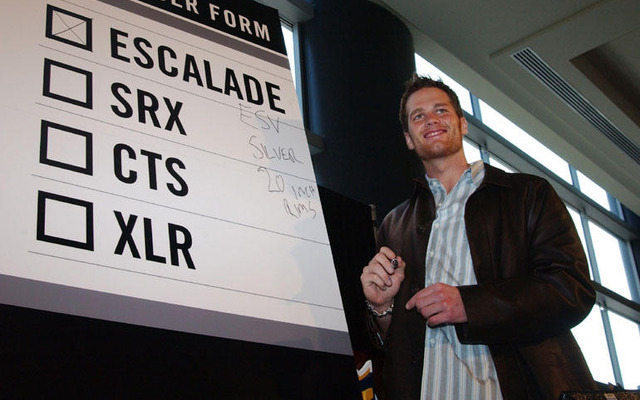 ER FORM
ESCALADE
SRX
CTS
XLR
ESV
SILVER
20 INCH
RIMS